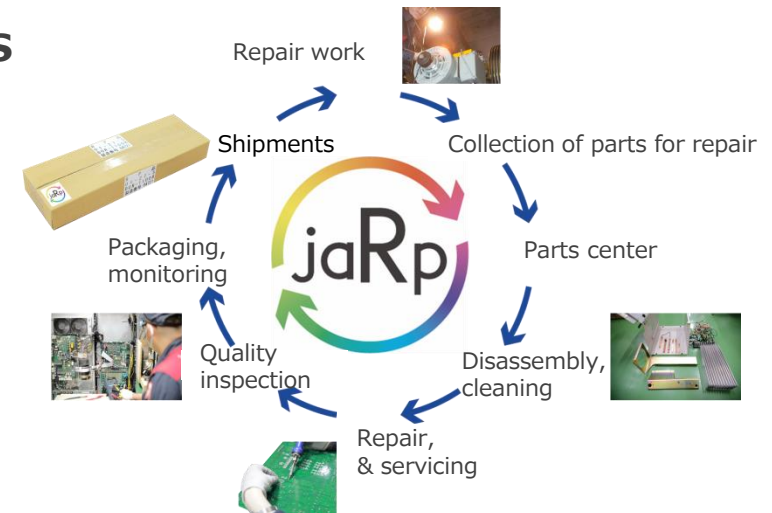 s
Repair work
Shipments
Collection of parts for repair
Packaging,
monitoring
jaRp
Parts center
Quality
inspection
Disassembly,
cleaning
Repair,
& servicing
jaRp